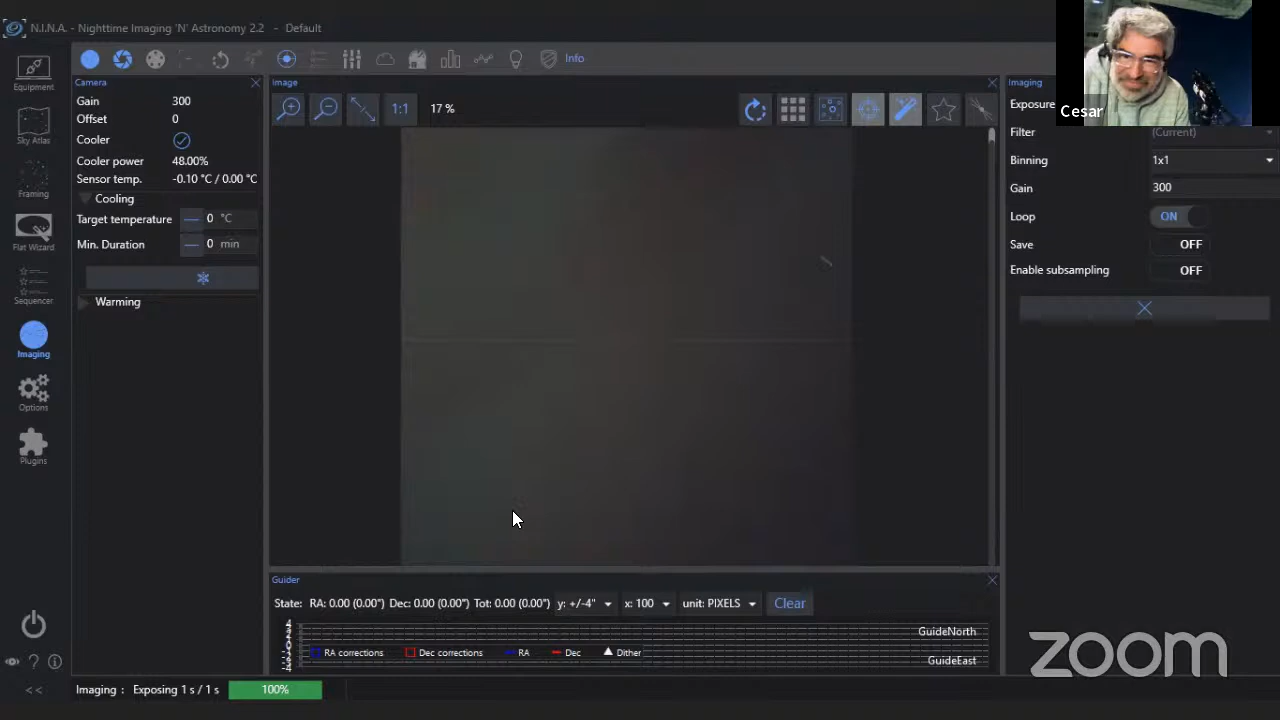 N.I.N.A. - Nighttime Imaging 'N' Astronomy 2.2 - Default
Equipment
Sky Atlas
Framing
Flat Wizard
Sequencer
Imaging
Options
Plugins
<<
Info
Camera
Gain 300
Offset 0
Cooler
Cooler power 48.00%
Sensor temp. -0.10 °C / 0.00 °C
Cooling
Target temperature 0 °C
Min. Duration 0 min
Warming
Image
1:1 17 %
Guider
State: RA: 0.00 (0.00") Dec: 0.00 (0.00") Tot: 0.00 (0.00") y: +/-4" x: 100 unit: PIXELS Clear
GuideNorth
RA corrections Dec corrections RA Dec Dither
GuideEast
Imaging
Exposure
Filter (Current)
Binning 1x1
Gain 300
Loop ON
Save OFF
Enable subsampling OFF
Cesar
zoom
Imaging : Exposing 1 s / 1 s 100%